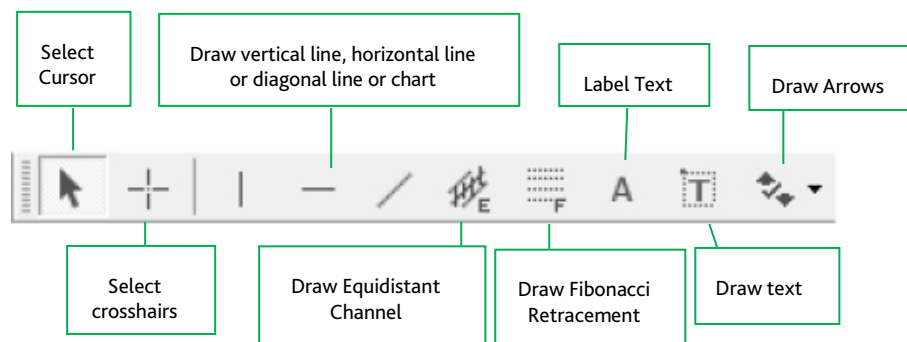 Select
Cursor
Draw vertical line, horizontal line
or diagonal line or chart
Label Text
Draw Arrows
E
F
A
T
Select
crosshairs
Draw Equidistant
Channel
Draw Fibonacci
Retracement
Draw text